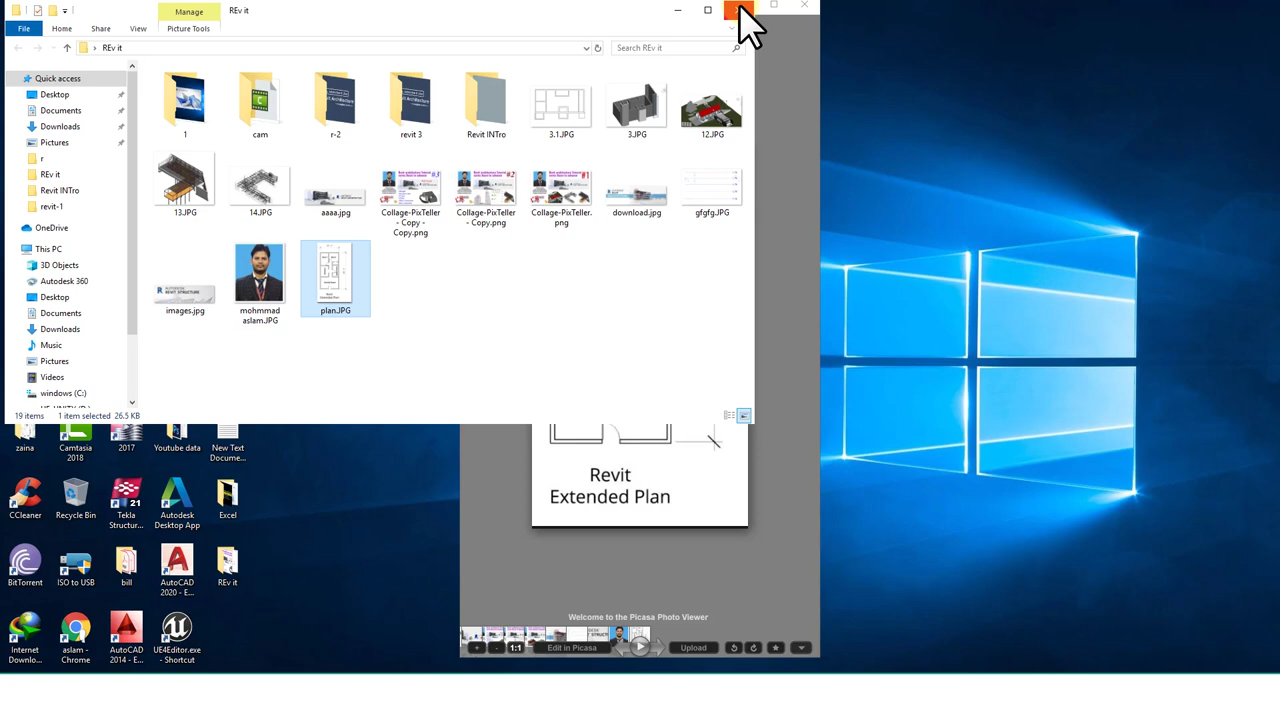 Manage
REv it
File
Home
Share
View
Picture Tools
REv it
Search REv it
Quick access
Desktop
Documents
Downloads
Pictures
r
REv it
Revit INTro
revit-1
OneDrive
This PC
3D Objects
Autodesk 360
Desktop
Documents
Downloads
Music
Pictures
Videos
windows (C:)
1
cam
r-2
revit 3
Revit INTro
3.1.JPG
3.JPG
12.JPG
13.JPG
14.JPG
aaaa.jpg
Collage-PixTeller
- Copy -
Copy.png
Collage-PixTeller
- Copy.png
Collage-PixTeller.
png
download.jpg
gfgfg.JPG
images.jpg
mohmmad
aslam.JPG
plan.JPG
19 items
1 item selected
26.5 KB
zaina
Camtasia
2018
2017
Youtube data
New Text
Docume...
CCleaner
Recycle Bin
Tekla
Structur...
Autodesk
Desktop App
Excel
BitTorrent
ISO to USB
bill
AutoCAD
2020 - E...
REv it
Internet
Downlo...
aslam -
Chrome
AutoCAD
2014 - E...
UE4Editor.exe
- Shortcut
Revit
Extended Plan
Welcome to the Picasa Photo Viewer
1:1
Edit in Picasa
Upload